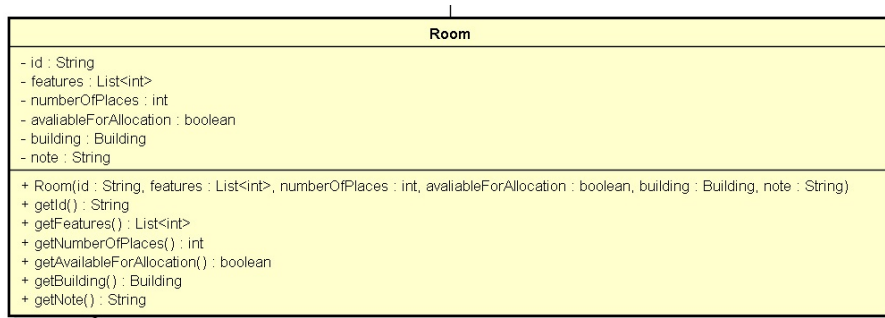 Room
- id : String
- features : List<int>
- numberOfPlaces : int
- avaliableForAllocation : boolean
- building : Building
- note : String
+ Room(id : String, features : List<int>, numberOfPlaces : int, avaliableForAllocation : boolean, building : Building, note : String)
+ getId() : String
+ getFeatures() : List<int>
+ getNumberOfPlaces() : int
+ getAvailableForAllocation() : boolean
+ getBuilding() : Building
+ getNote() : String